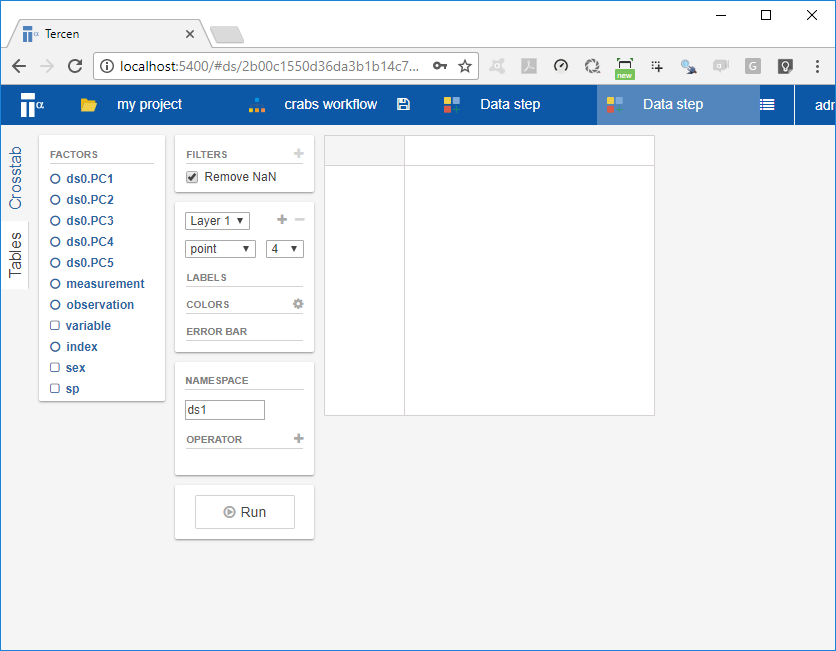 Tercen
localhost:5400/#ds/2b00c1550d36da3b1b14c7...
new
G
my project
crabs workflow
Data step
Data step
adr
Crosstab
Tables
FACTORS
ds0.PC1
ds0.PC2
ds0.PC3
ds0.PC4
ds0.PC5
measurement
observation
variable
index
sex
sp
FILTERS
Remove NaN
Layer 1
point
4
LABELS
COLORS
ERROR BAR
NAMESPACE
ds1
OPERATOR
Run